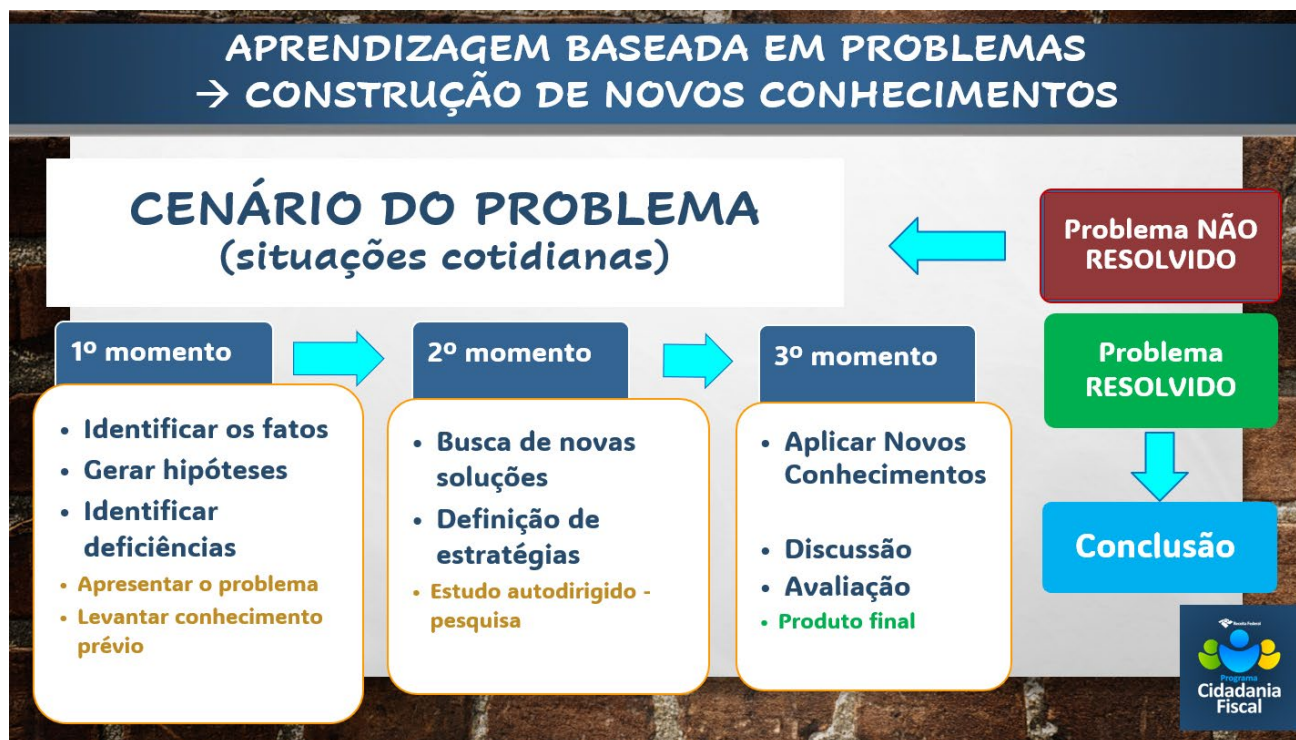 APRENDIZAGEM BASEADA EM PROBLEMAS
→ CONSTRUÇÃO DE NOVOS CONHECIMENTOS
CENÁRIO DO PROBLEMA
(situações cotidianas)
Problema NÃO
RESOLVIDO
Problema
RESOLVIDO
Conclusão
1º momento
• Identificar os fatos
• Gerar hipóteses
• Identificar
deficiências
• Apresentar o problema
• Levantar conhecimento
prévio
2º momento
• Busca de novas
soluções
• Definição de
estratégias
• Estudo autodirigido -
pesquisa
3º momento
• Aplicar Novos
Conhecimentos
• Discussão
• Avaliação
• Produto final
Receita Federal
Programa
Cidadania
Fiscal